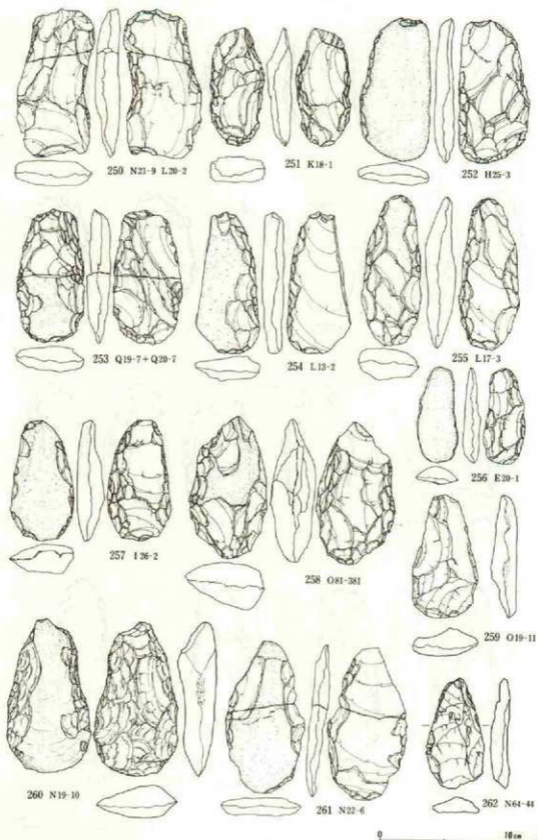 250 N21-9 L20-2
251 K18-1
252 H25-3
253 Q19-7+Q20-7
254 L13-2
255 L17-3
256 E20-1
257 I26-2
258 O81-381
259 O19-11
260 N19-10
261 N22-6
262 N64-44
0 10cm